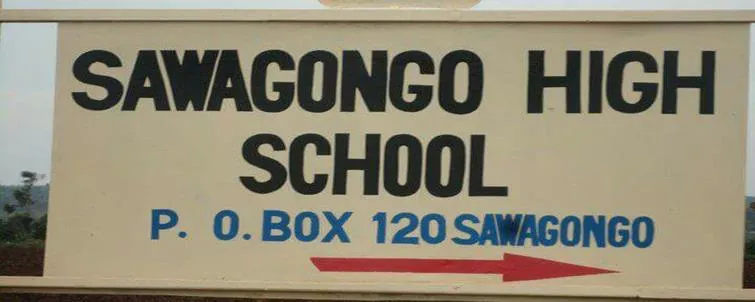 SAWAGONGO HIGH
SCHOOL
P. O. BOX 120 SAWAGONGO